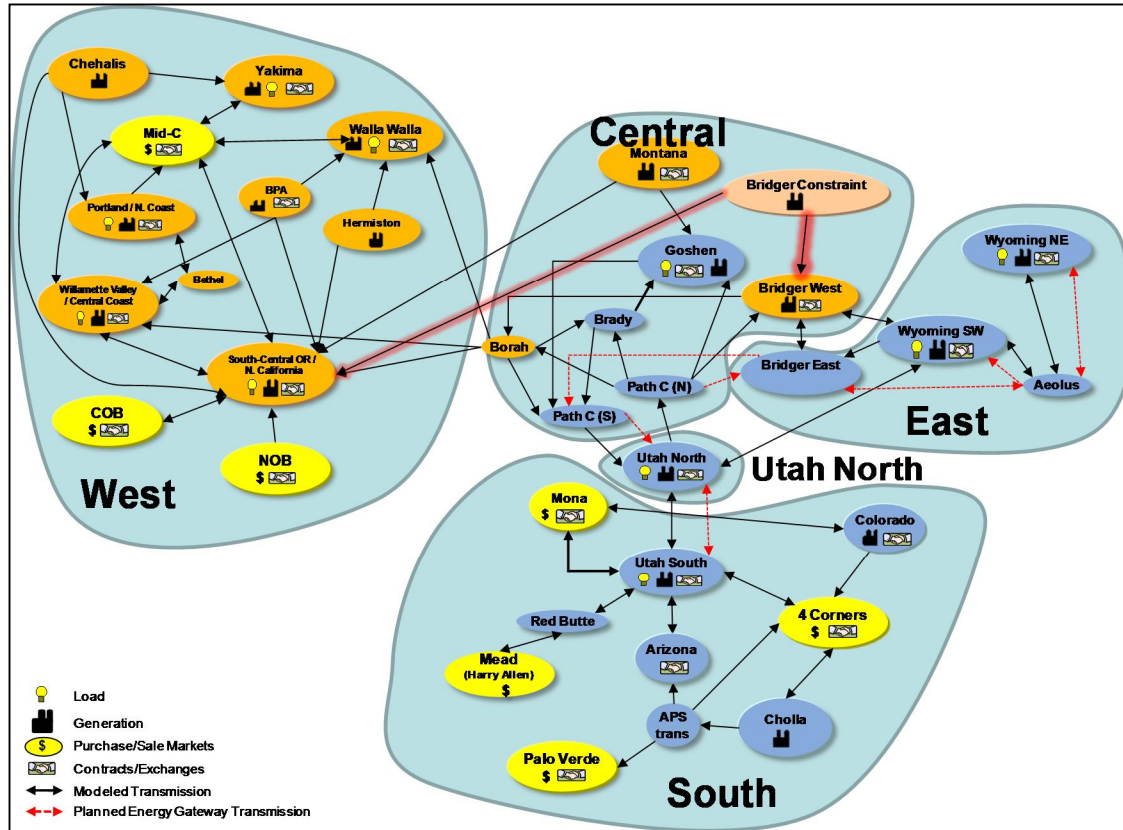 Chehalis
Yakima
Mid-C
$
Walla Walla
BPA
Portland / N. Coast
Hermiston
Bethel
Willamette Valley
/ Central Coast
South-Central OR /
N. California
COB
$
NOB
$
West
Central
Montana
Bridger Constraint
Goshen
Bridger West
Brady
Borah
Path C (N)
Path C (S)
Wyoming NE
Wyoming SW
Bridger East
Aeolus
East
Utah North
Utah North
Mona
$
Colorado
Utah South
Red Butte
4 Corners
$
Mead
(Harry Allen)
$
Arizona
APS
trans
Cholla
Palo Verde
$
South
Load
Generation
$ Purchase/Sale Markets
Contracts/Exchanges
Modeled Transmission
Planned Energy Gateway Transmission